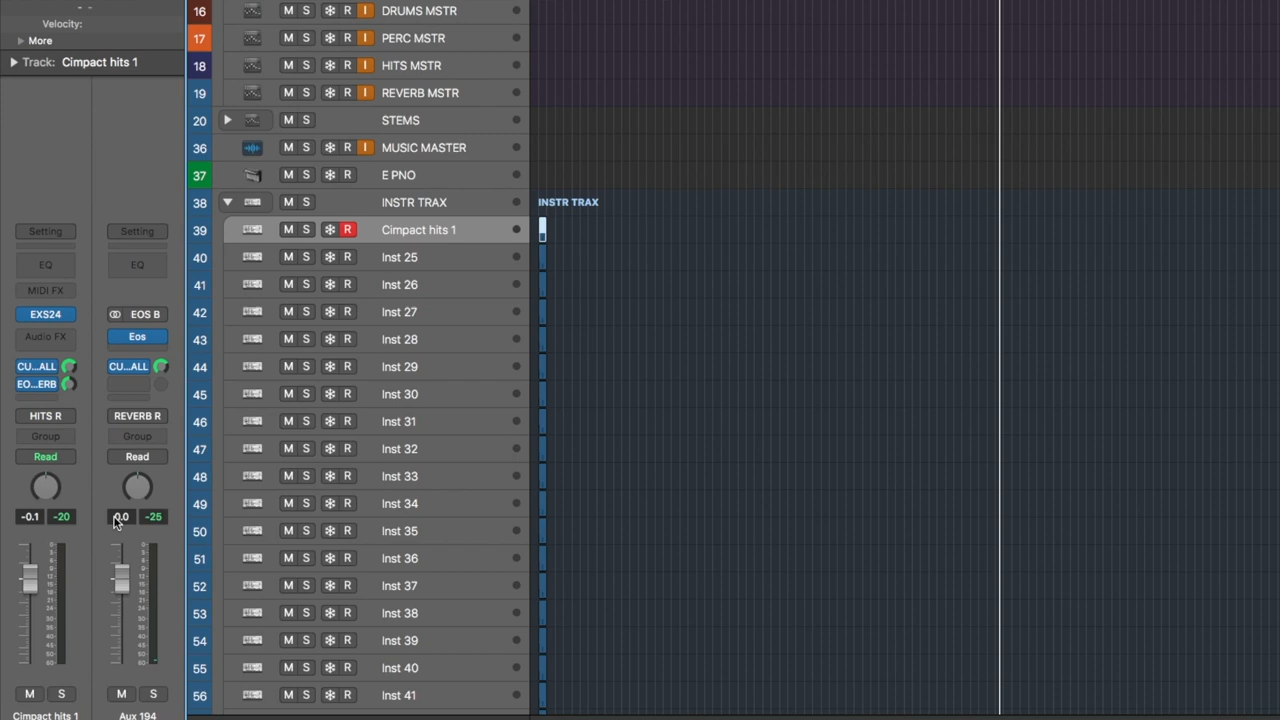 Velocity:
More
Track: Cimpact hits 1
Setting Setting
EQ EQ
MIDI FX
EXS24 EOS B
Audio FX Eos
CU...ALL CU...ALL
EO...ERB
HITS R REVERB R
Group Group
Read Read
-0.1 -20 0.0 -25
M S M S
Cimpact hits 1 Aux 194
16 M S R I DRUMS MSTR
17 M S R I PERC MSTR
18 M S R I HITS MSTR
19 M S R I REVERB MSTR
20 M S STEMS
36 M S R I MUSIC MASTER
37 M S R E PNO
38 M S INSTR TRAX INSTR TRAX
39 M S R Cimpact hits 1
40 M S R Inst 25
41 M S R Inst 26
42 M S R Inst 27
43 M S R Inst 28
44 M S R Inst 29
45 M S R Inst 30
46 M S R Inst 31
47 M S R Inst 32
48 M S R Inst 33
49 M S R Inst 34
50 M S R Inst 35
51 M S R Inst 36
52 M S R Inst 37
53 M S R Inst 38
54 M S R Inst 39
55 M S R Inst 40
56 M S R Inst 41